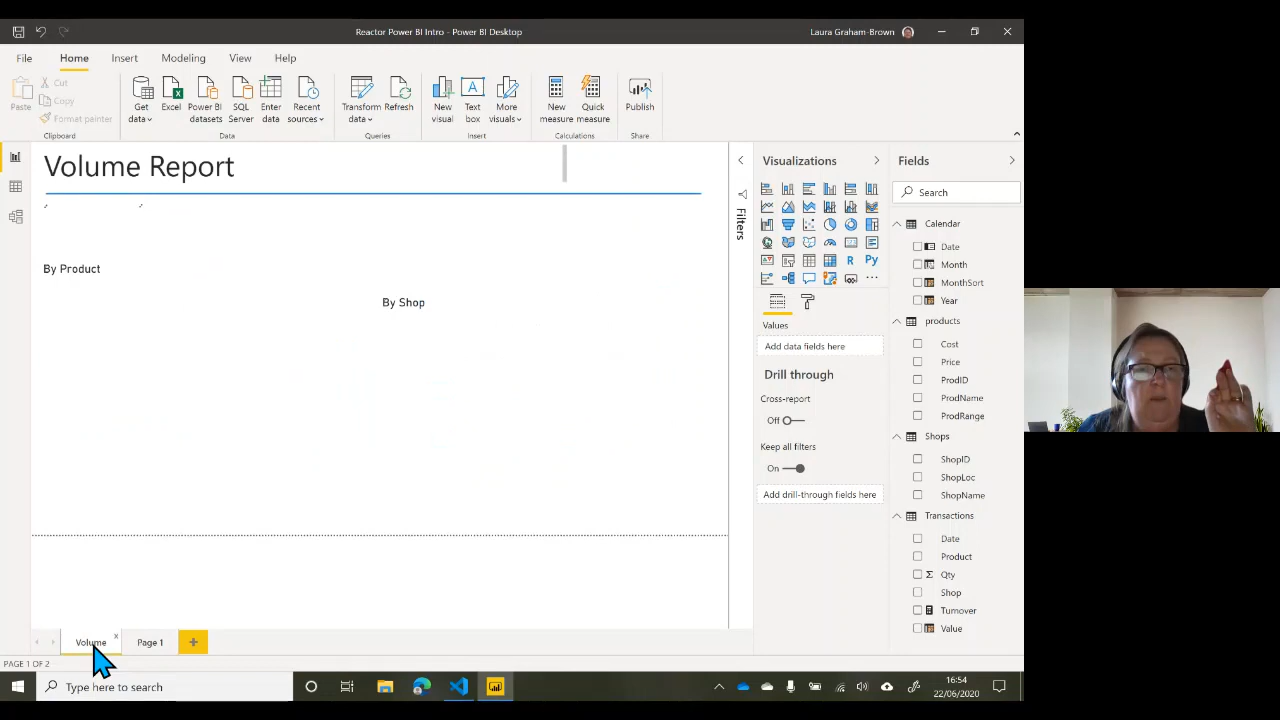 Reactor Power BI Intro - Power BI Desktop
Laura Graham-Brown
File Home Insert Modeling View Help
Paste
Cut
Copy
Format painter
Clipboard
Get data
Excel
Power BI datasets
SQL Server
Enter data
Recent sources
Data
Transform data
Refresh
Queries
New visual
A
Text box
More visuals
Insert
New measure
Quick measure
Calculations
Publish
Share
Volume Report
By Product
By Shop
Filters
Visualizations
R
Py
Values
Add data fields here
Drill through
Cross-report
Off
Keep all filters
On
Add drill-through fields here
Fields
Search
Calendar
Date
Month
MonthSort
Year
products
Cost
Price
ProdID
ProdName
ProdRange
Shops
ShopID
ShopLoc
ShopName
Transactions
Date
Product
Σ Qty
Shop
Turnover
Value
Volume x
Page 1
+
PAGE 1 OF 2
Type here to search
16:54
22/06/2020